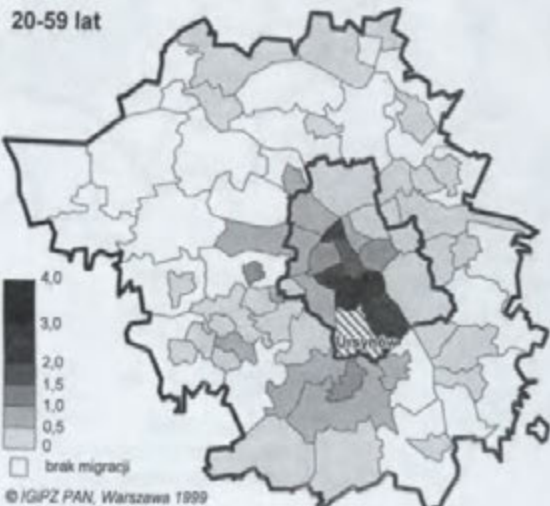 20-59 lat
Ursynów
4,0
3,0
2,0
1,5
1,0
0,5
0
brak migracji
© IGiPZ PAN, Warszawa 1999